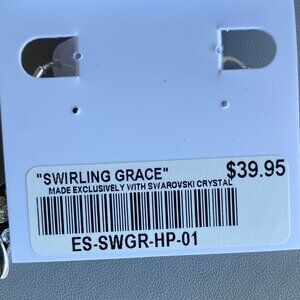 "SWIRLING GRACE" $39.95
MADE EXCLUSIVELY WITH SWAROVSKI CRYSTAL
ES-SWGR-HP-01